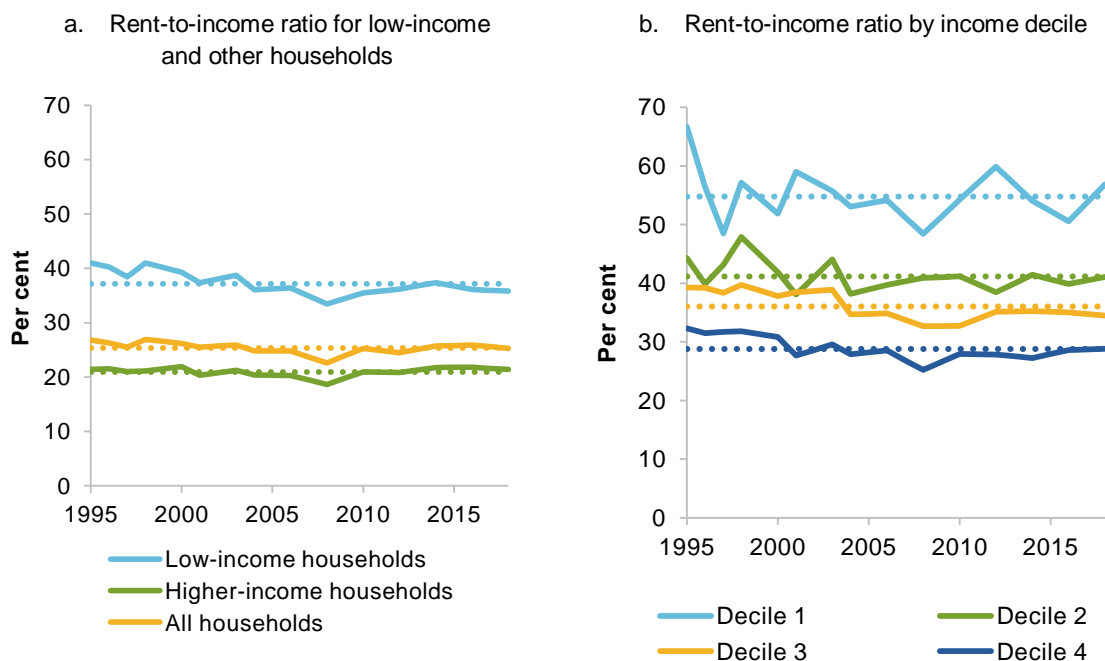 a. Rent-to-income ratio for low-income
and other households
Per cent
70
60
50
40
30
20
10
0
1995 2000 2005 2010 2015
Low-income households
Higher-income households
All households
b. Rent-to-income ratio by income decile
Per cent
70
60
50
40
30
20
10
0
1995 2000 2005 2010 2015
Decile 1 Decile 2
Decile 3 Decile 4